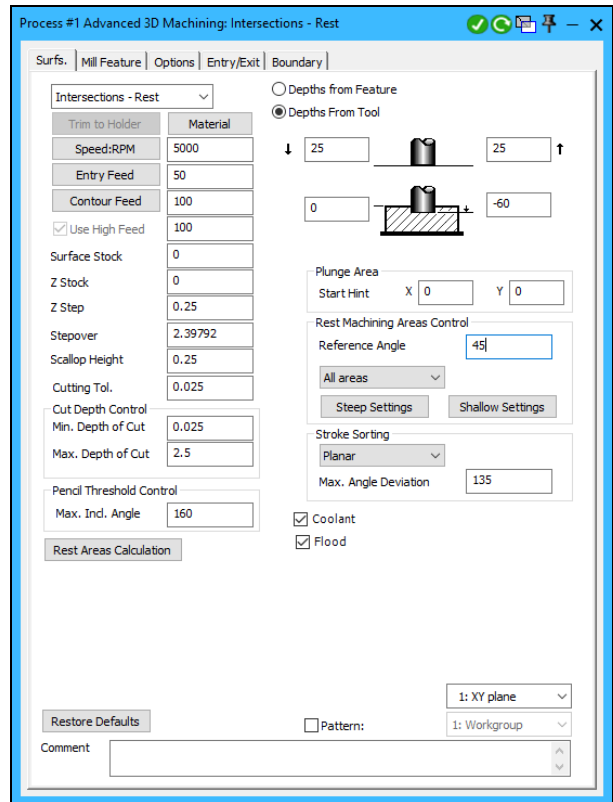 Process #1 Advanced 3D Machining: Intersections - Rest
Surfs. Mill Feature Options Entry/Exit Boundary
Intersections - Rest
Trim to Holder Material
Speed:RPM 5000
Entry Feed 50
Contour Feed 100
Use High Feed 100
Surface Stock 0
Z Stock 0
Z Step 0.25
Stepover 2.39792
Scallop Height 0.25
Cutting Tol. 0.025
Cut Depth Control
Min. Depth of Cut 0.025
Max. Depth of Cut 2.5
Pencil Threshold Control
Max. Incl. Angle 160
Rest Areas Calculation
Depths from Feature
Depths From Tool
25 25
0 -60
Plunge Area
Start Hint X 0 Y 0
Rest Machining Areas Control
Reference Angle 45
All areas
Steep Settings Shallow Settings
Stroke Sorting
Planar
Max. Angle Deviation 135
Coolant
Flood
1: XY plane
Restore Defaults Pattern: 1: Workgroup
Comment